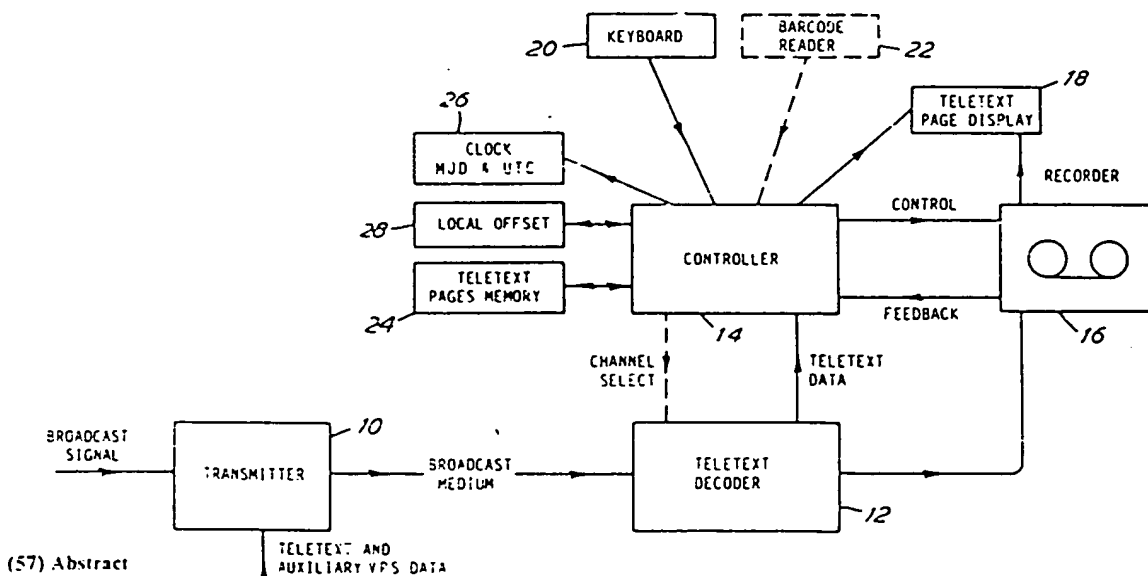 KEYBOARD
20
BARCODE
READER
22
26
CLOCK
MJD & UTC
TELETEXT
PAGE DISPLAY
18
RECORDER
28
LOCAL OFFSET
CONTROLLER
CONTROL
TELETEXT
PAGES MEMORY
24
14
FEEDBACK
16
CHANNEL
SELECT
TELETEXT
DATA
BROADCAST
SIGNAL
10
TRANSMITTER
BROADCAST
MEDIUM
TELETEXT
DECODER
12
(57) Abstract
TELETEXT AND
AUXILIARY VPS DATA